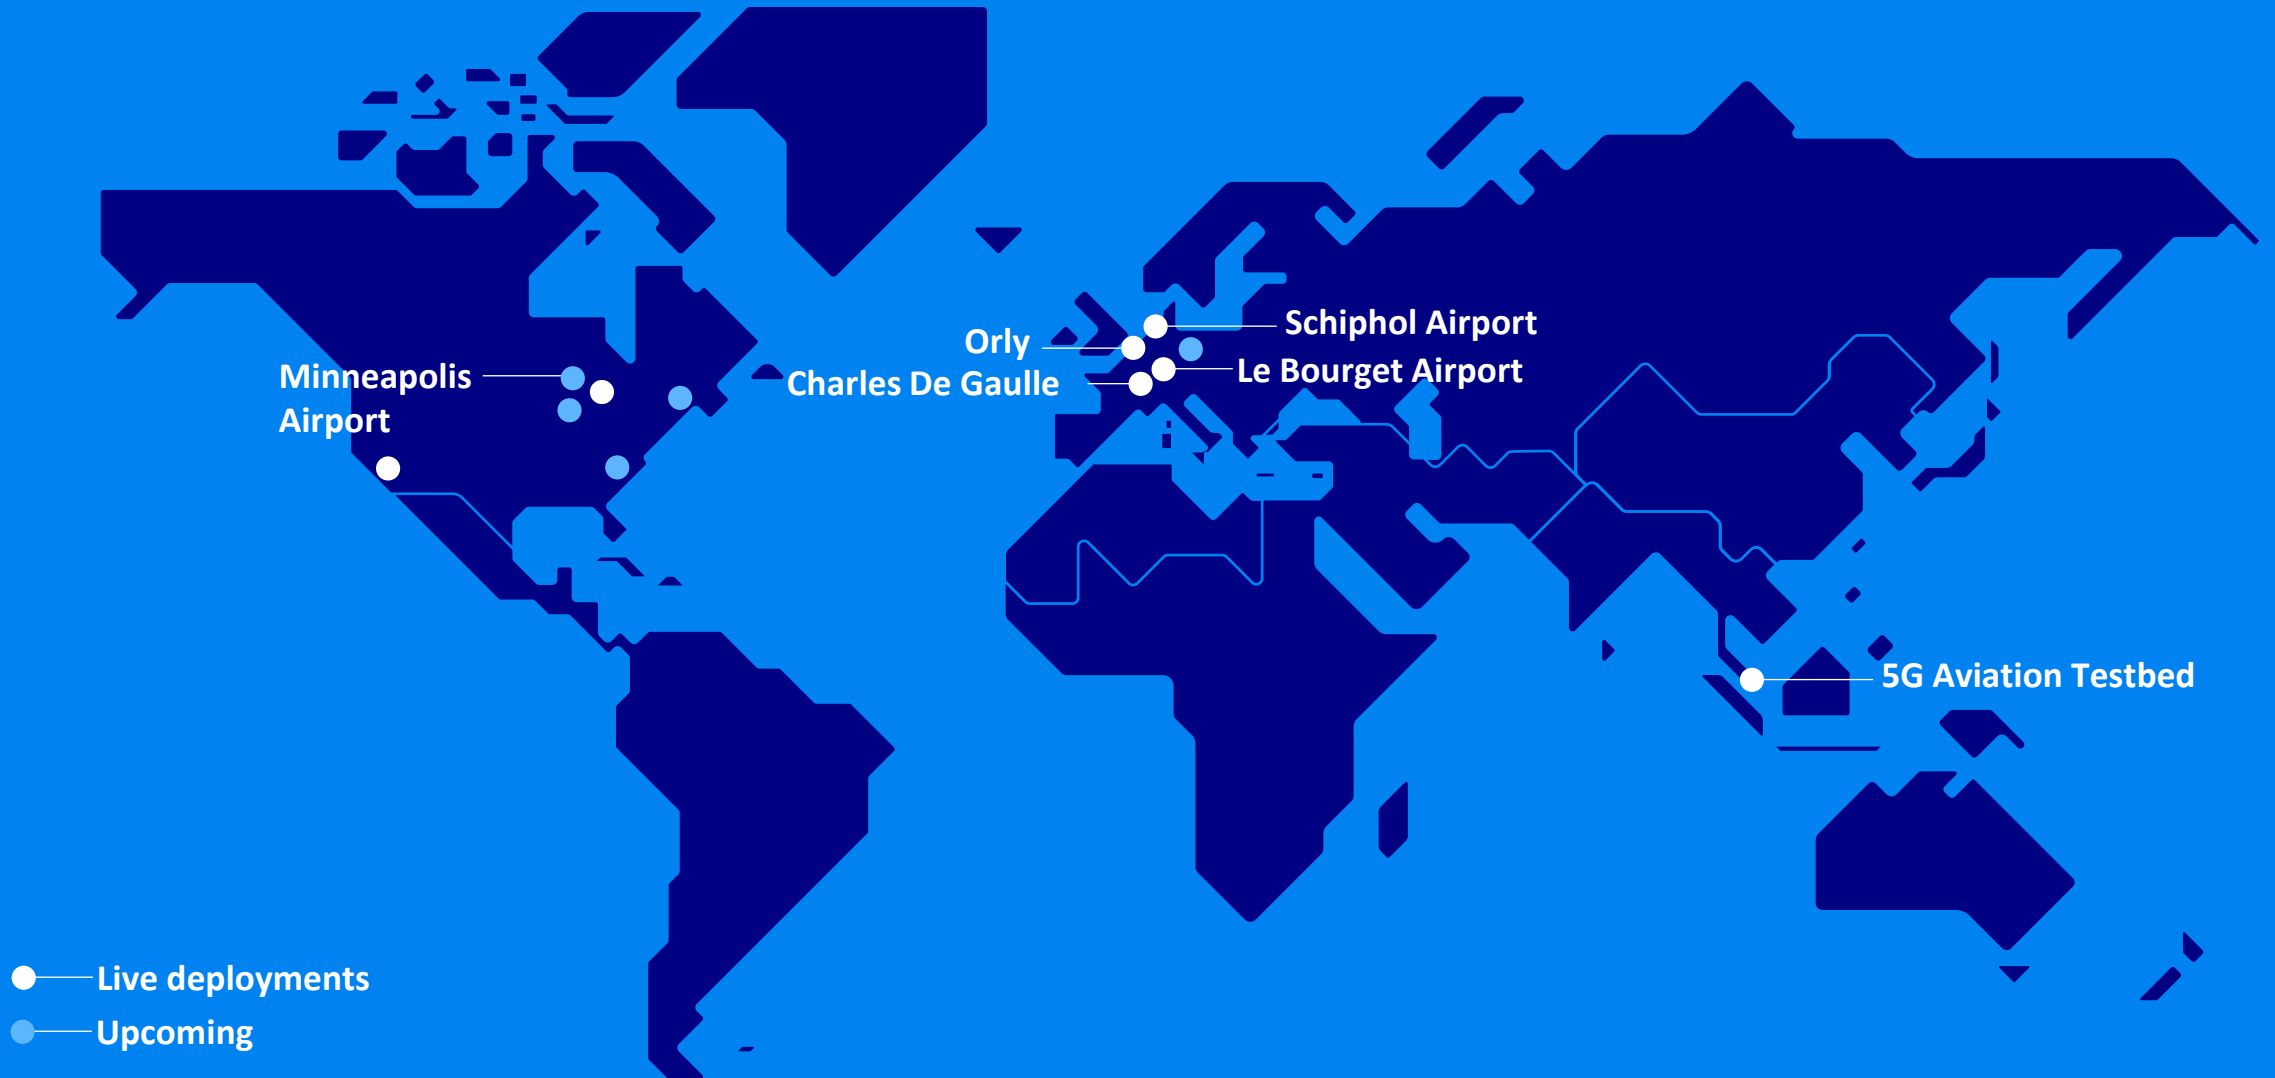 Schiphol Airport
Orly
Le Bourget Airport
Charles De Gaulle
Minneapolis
Airport
5G Aviation Testbed
Live deployments
Upcoming